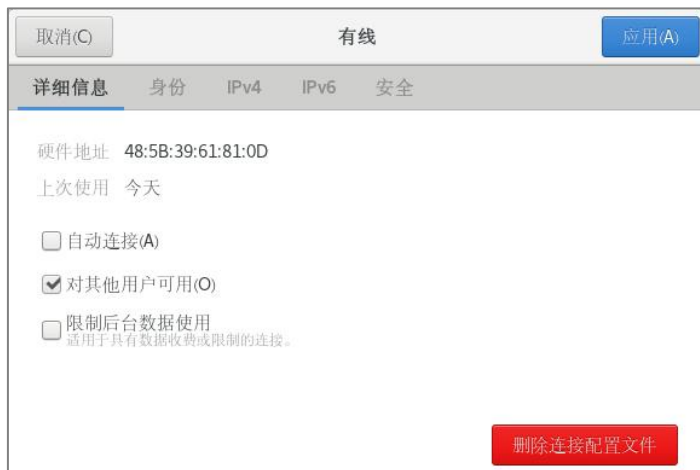 取消(C) 有线 应用(A)
详细信息 身份 IPv4 IPv6 安全
硬件地址 48:5B:39:61:81:0D
上次使用 今天
自动连接(A)
对其他用户可用(O)
限制后台数据使用
适用于具有数据收费或限制的连接。
删除连接配置文件